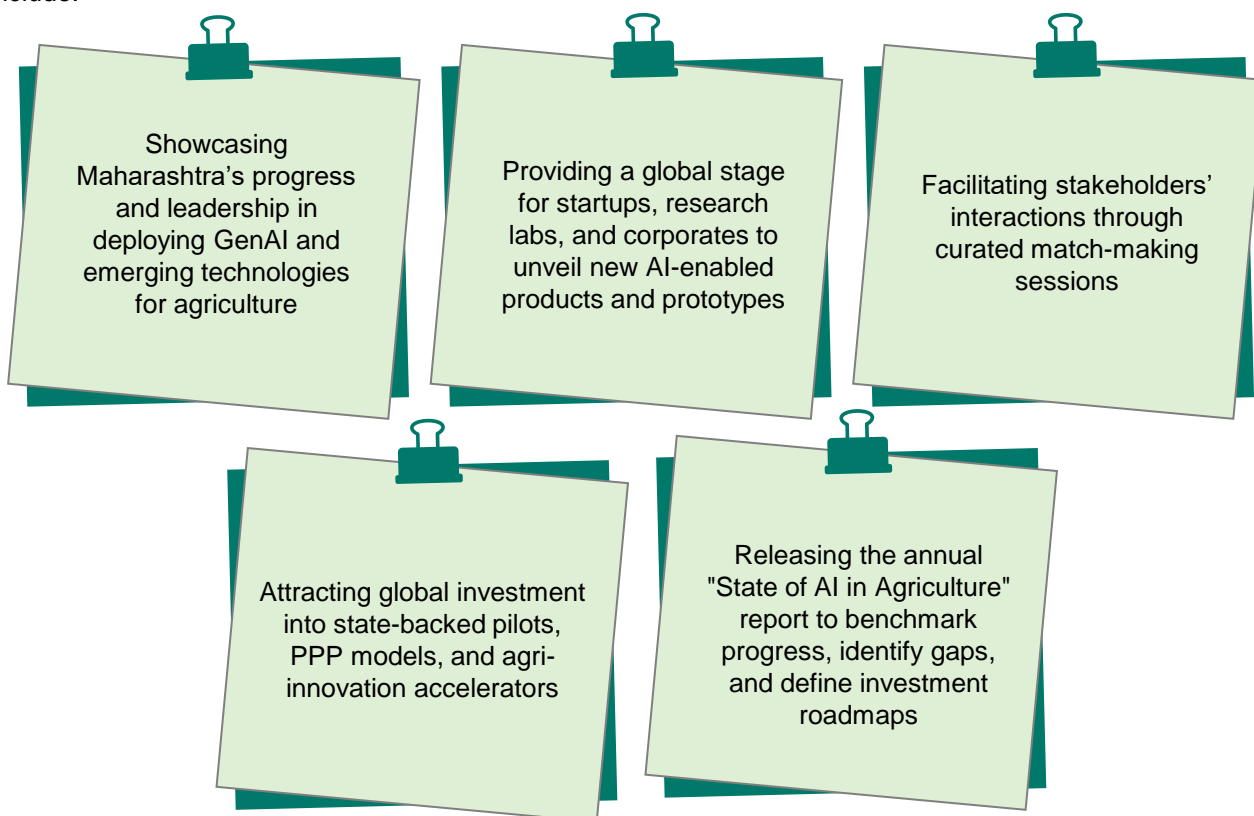 Showcasing
Maharashtra’s progress
and leadership in
deploying GenAI and
emerging technologies
for agriculture
Providing a global stage
for startups, research
labs, and corporates to
unveil new AI-enabled
products and prototypes
Facilitating stakeholders’
interactions through
curated match-making
sessions
Attracting global investment
into state-backed pilots,
PPP models, and agri-
innovation accelerators
Releasing the annual
"State of AI in Agriculture"
report to benchmark
progress, identify gaps,
and define investment
roadmaps